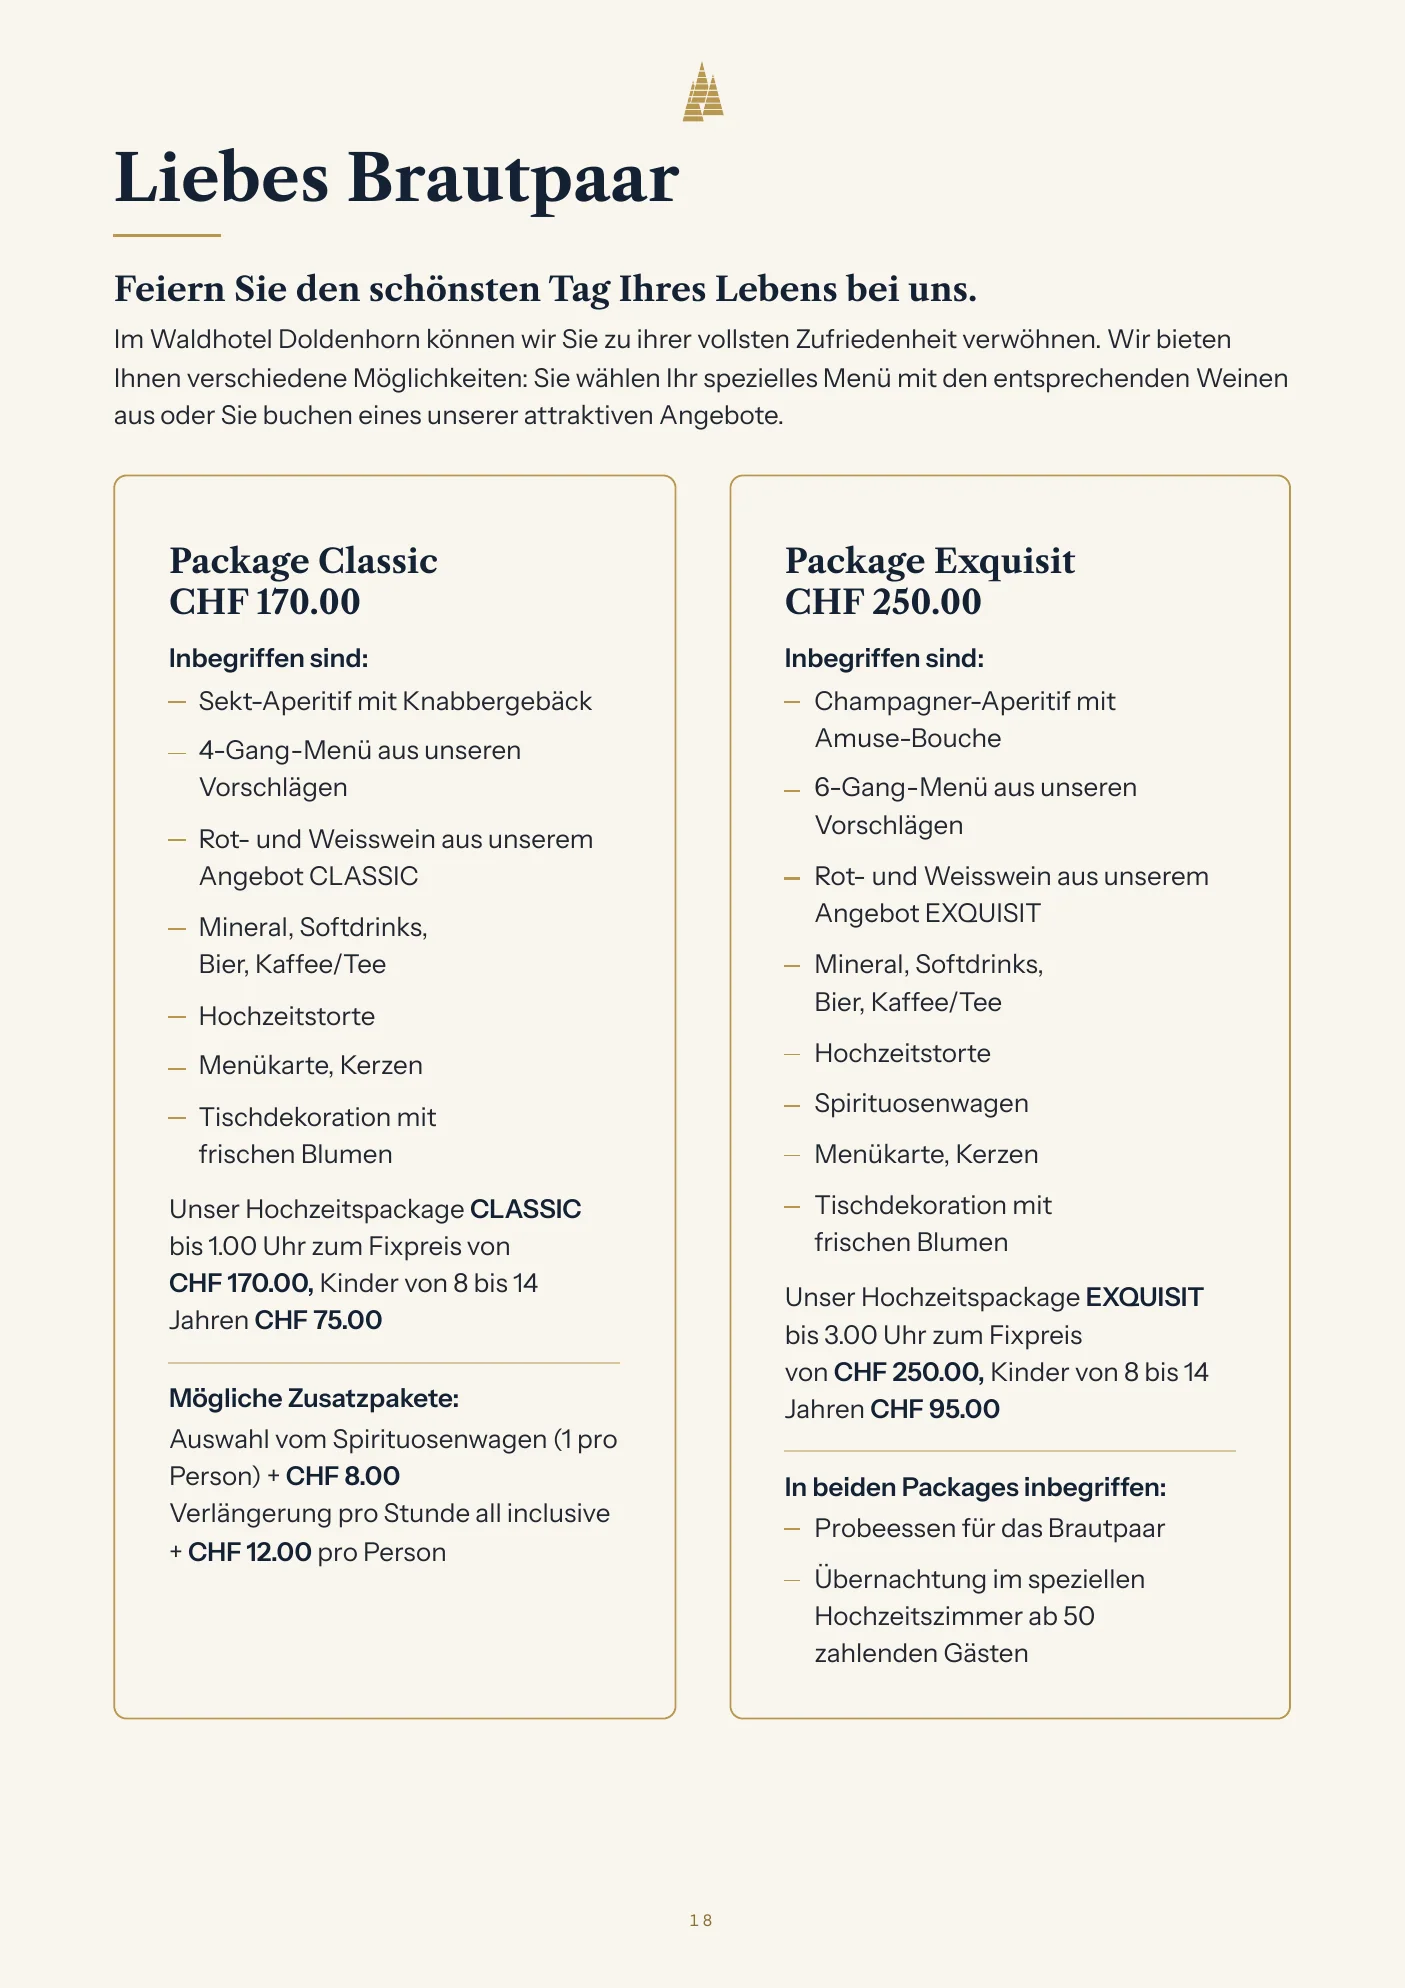 Liebes Brautpaar
Feiern Sie den schönsten Tag Ihres Lebens bei uns.
Im Waldhotel Doldenhorn können wir Sie zu ihrer vollsten Zufriedenheit verwöhnen. Wir bieten
Ihnen verschiedene Möglichkeiten: Sie wählen Ihr spezielles Menü mit den entsprechenden Weinen
aus oder Sie buchen eines unserer attraktiven Angebote.
Package Classic
CHF 170.00
Inbegriffen sind:
— Sekt-Aperitif mit Knabbergebäck
— 4-Gang-Menü aus unseren
Vorschlägen
— Rot- und Weisswein aus unserem
Angebot CLASSIC
— Mineral, Softdrinks,
Bier, Kaffee/Tee
— Hochzeitstorte
— Menükarte, Kerzen
— Tischdekoration mit
frischen Blumen
Unser Hochzeitspackage CLASSIC
bis 1.00 Uhr zum Fixpreis von
CHF 170.00, Kinder von 8 bis 14
Jahren CHF 75.00
Mögliche Zusatzpakete:
Auswahl vom Spirituosenwagen (1 pro
Person) + CHF 8.00
Verlängerung pro Stunde all inclusive
+ CHF 12.00 pro Person
Package Exquisit
CHF 250.00
Inbegriffen sind:
— Champagner-Aperitif mit
Amuse-Bouche
— 6-Gang-Menü aus unseren
Vorschlägen
— Rot- und Weisswein aus unserem
Angebot EXQUISIT
— Mineral, Softdrinks,
Bier, Kaffee/Tee
— Hochzeitstorte
— Spirituosenwagen
— Menükarte, Kerzen
— Tischdekoration mit
frischen Blumen
Unser Hochzeitspackage EXQUISIT
bis 3.00 Uhr zum Fixpreis
von CHF 250.00, Kinder von 8 bis 14
Jahren CHF 95.00
In beiden Packages inbegriffen:
— Probeessen für das Brautpaar
— Übernachtung im speziellen
Hochzeitszimmer ab 50
zahlenden Gästen
18